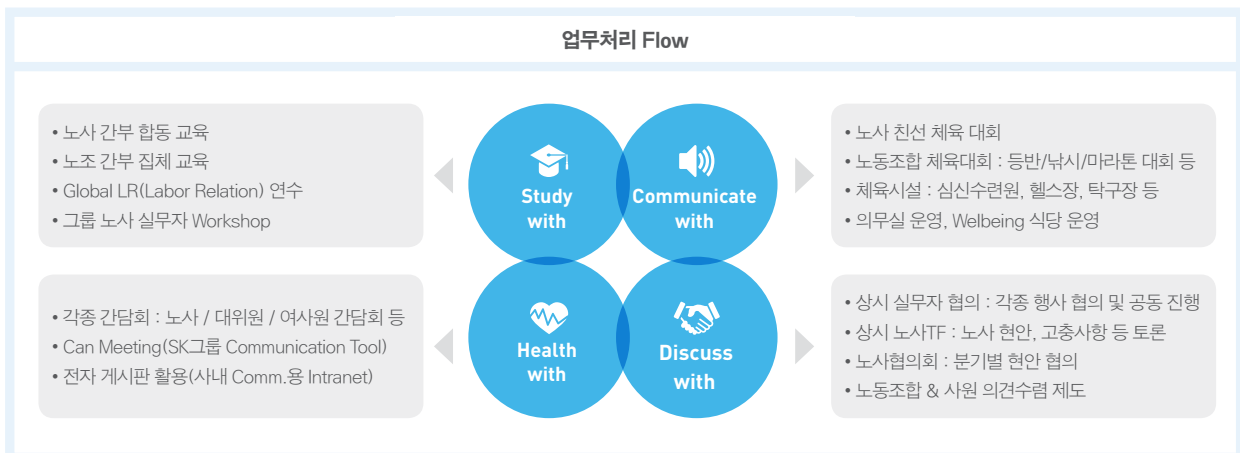 업무처리 Flow
• 노사 간부 합동 교육
• 노조 간부 집체 교육
• Global LR(Labor Relation) 연수
• 그룹 노사 실무자 Workshop
Study
with
Communicate
with
• 노사 친선 체육 대회
• 노동조합 체육대회 : 등반/낚시/마라톤 대회 등
• 체육시설 : 심신수련원, 헬스장, 탁구장 등
• 의무실 운영, Welbeing 식당 운영
• 각종 간담회 : 노사 / 대위원 / 여사원 간담회 등
• Can Meeting(SK그룹 Communication Tool)
• 전자 게시판 활용(사내 Comm.용 Intranet)
Health
with
Discuss
with
• 상시 실무자 협의 : 각종 행사 협의 및 공동 진행
• 상시 노사TF : 노사 현안, 고충사항 등 토론
• 노사협의회 : 분기별 현안 협의
• 노동조합 & 사원 의견수렴 제도